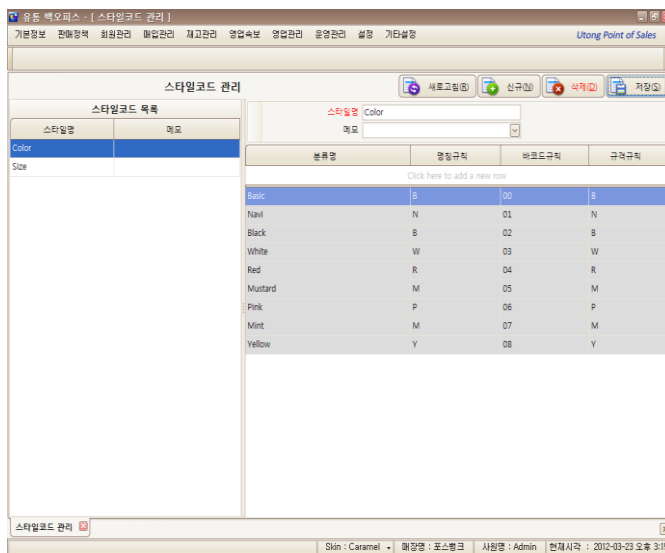 유통 백오피스 - [ 스타일코드 관리 ]
기본정보 판매정책 회원관리 매입관리 재고관리 영업속보 영업관리 운영관리 설정 기타설정 Utong Point of Sales
스타일코드 관리 새로고침(R) 신규(N) 삭제(D) 저장(S)
스타일코드 목록
스타일명 메모
Color
Size
스타일명 Color
메모
분류명 명칭규칙 바코드규칙 규격규칙
Click here to add a new row
Basic B 00 B
Navi N 01 N
Black B 02 B
White W 03 W
Red R 04 R
Mustard M 05 M
Pink P 06 P
Mint M 07 M
Yellow Y 08 Y
스타일코드 관리
Skin : Caramel 매장명 : 포스뱅크 사원명 : Admin 현재시각 : 2012-03-23 오후 3:1